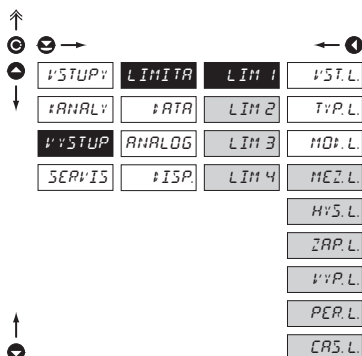 VSTUPY LIMITA LIM 1 VST. L.
KANALY DATA LIM 2 TYP. L.
VYSTUP ANALOG LIM 3 MOD. L.
SERVIS DISP. LIM 4 MEZ. L.
HYS. L.
ZAP. L.
VYP. L.
PER. L.
CAS. L.